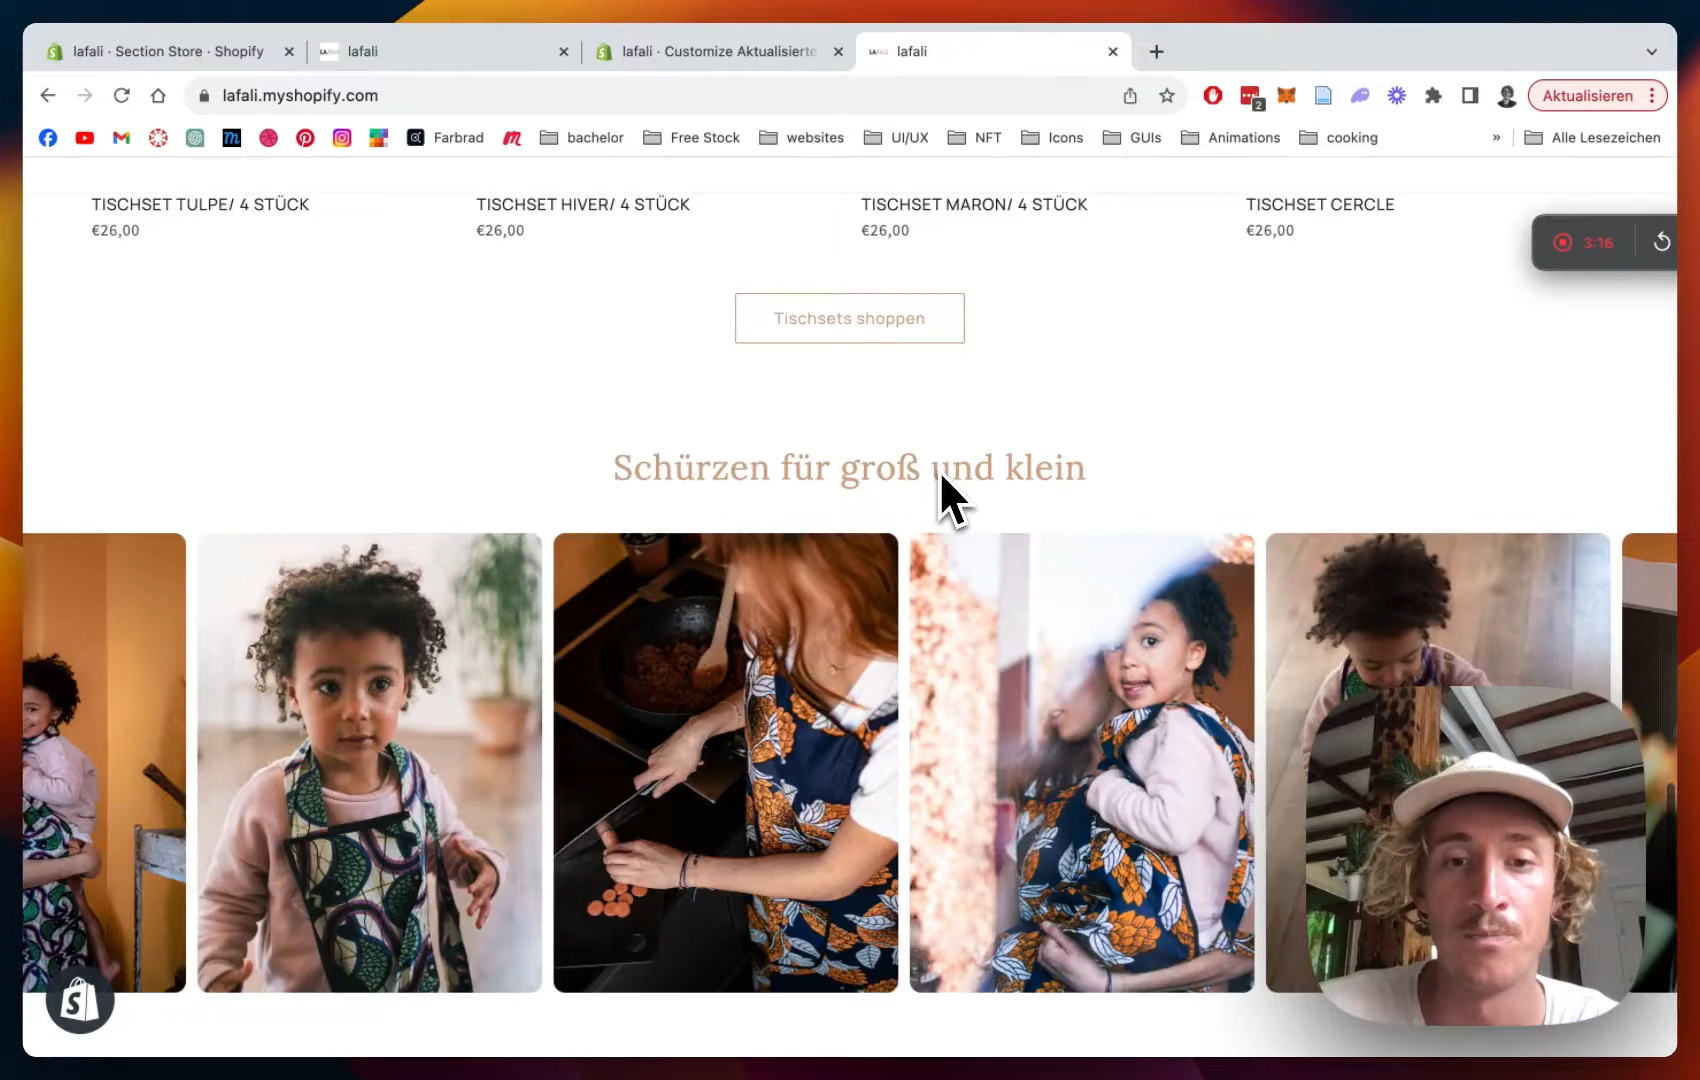 lafali · Section Store · Shopify
lafali
lafali · Customize Aktualisierte
lafali
lafali.myshopify.com
2
Aktualisieren
Farbrad
bachelor
Free Stock
websites
UI/UX
NFT
Icons
GUIs
Animations
cooking
»
Alle Lesezeichen
TISCHSET TULPE/ 4 STÜCK
TISCHSET HIVER/ 4 STÜCK
TISCHSET MARON/ 4 STÜCK
TISCHSET CERCLE
€26,00
€26,00
€26,00
€26,00
3:16
Tischsets shoppen
Schürzen für groß und klein